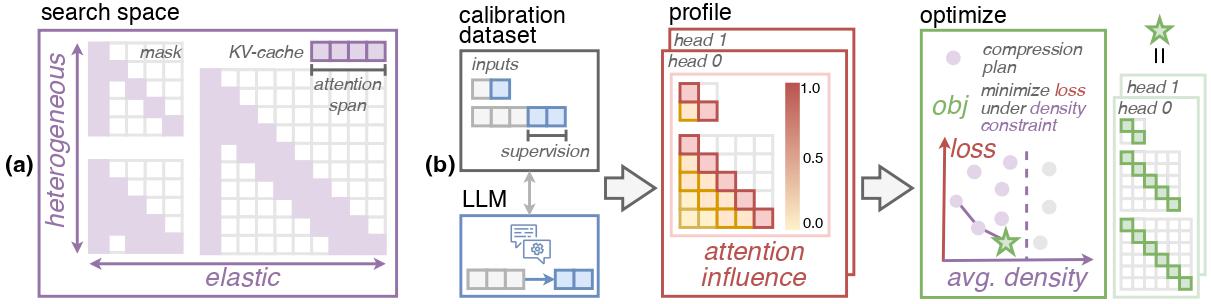 (a)
search space
heterogeneous
mask
KV-cache
attention
span
elastic
(b)
calibration
dataset
inputs
supervision
LLM
profile
head 1
head 0
1.0
0.5
0.0
attention
influence
optimize
compression
plan
obj
minimize loss
under density
constraint
loss
avg. density
head 1
head 0